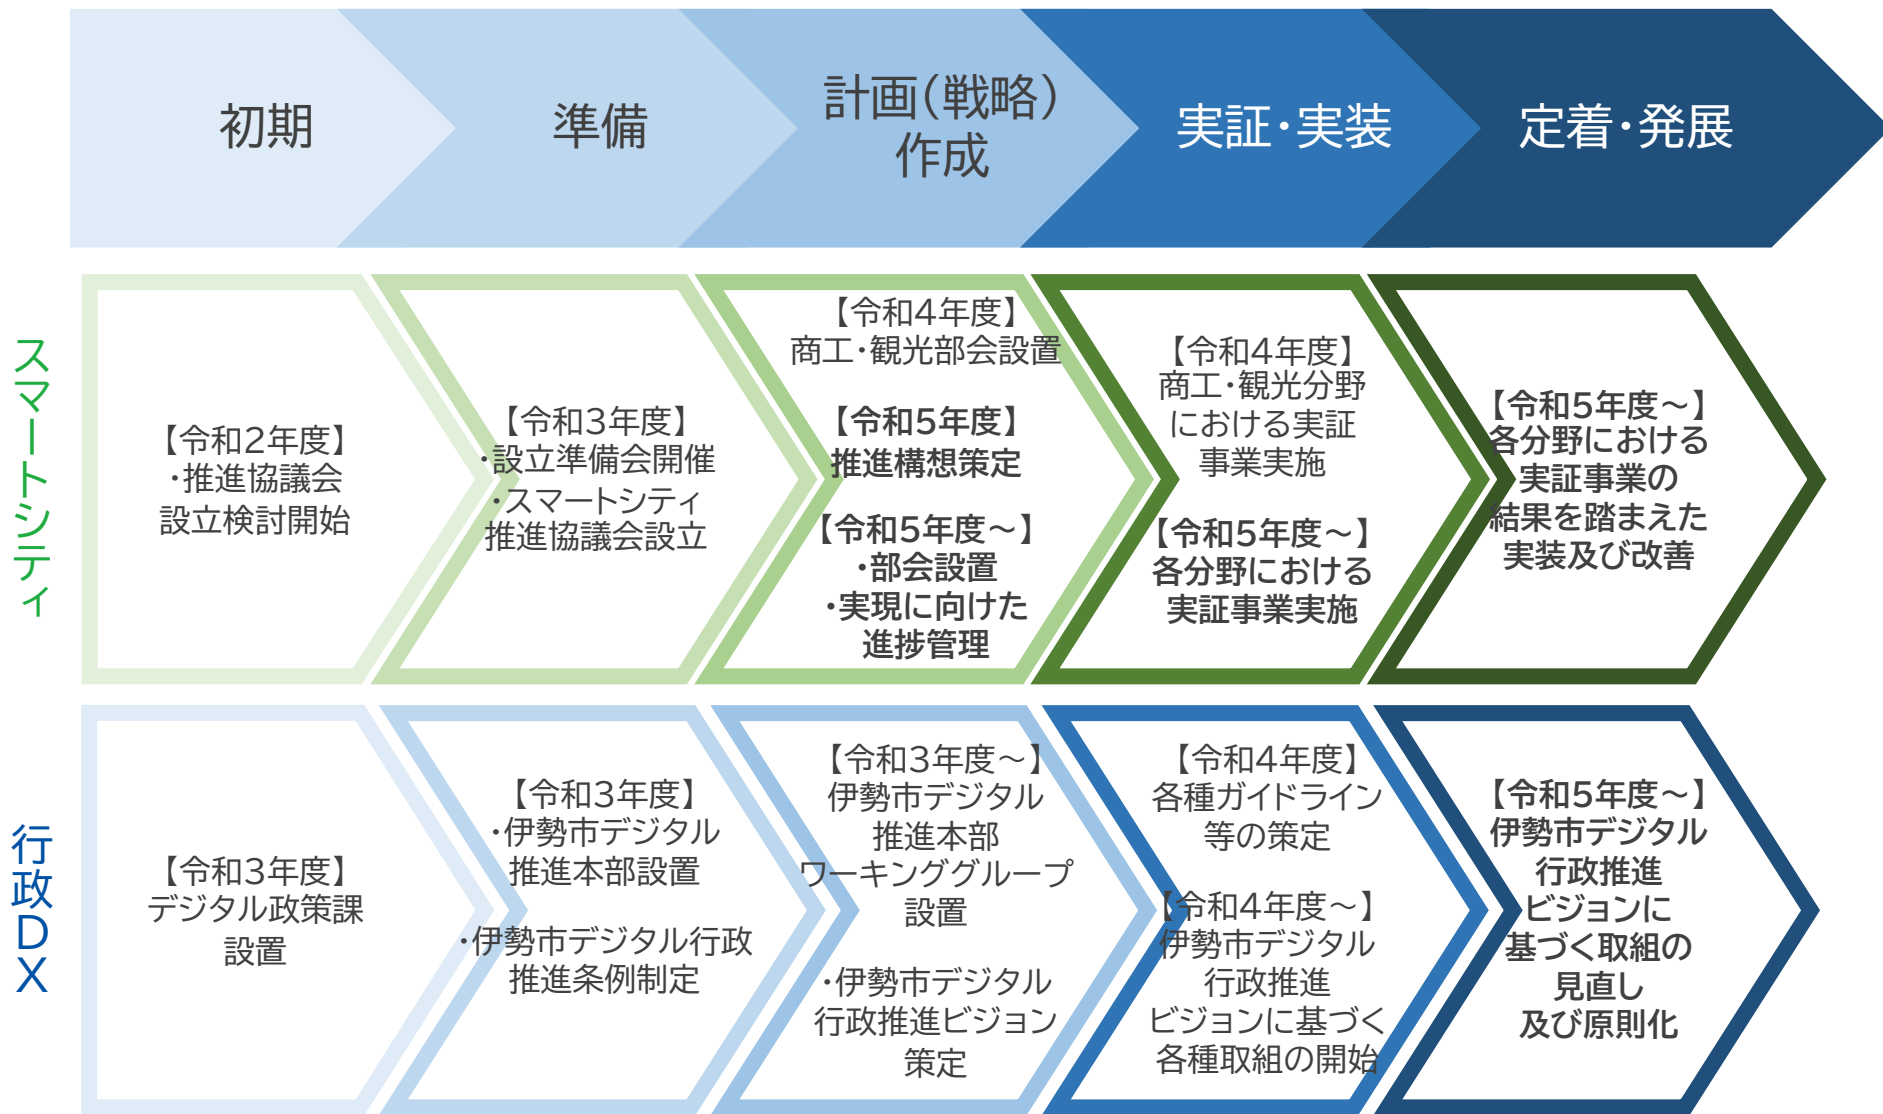 初期
準備
計画（戦略）
作成
実証・実装
定着・発展
スマートシティ
【令和2年度】
・推進協議会
設立検討開始
【令和3年度】
・設立準備会開催
・スマートシティ
推進協議会設立
【令和4年度】
商工・観光部会設置
【令和5年度】
推進構想策定
【令和5年度～】
・部会設置
・実現に向けた
進捗管理
【令和4年度】
商工・観光分野
における実証
事業実施
【令和5年度～】
各分野における
実証事業実施
【令和5年度～】
各分野における
実証事業の
結果を踏まえた
実装及び改善
行政DX
【令和3年度】
デジタル政策課
設置
【令和3年度】
・伊勢市デジタル
推進本部設置
・伊勢市デジタル行政
推進条例制定
【令和3年度～】
伊勢市デジタル
推進本部
ワーキンググループ
設置
・伊勢市デジタル
行政推進ビジョン
策定
【令和4年度】
各種ガイドライン
等の策定
【令和4年度～】
伊勢市デジタル
行政推進
ビジョンに基づく
各種取組の開始
【令和5年度～】
伊勢市デジタル
行政推進
ビジョンに
基づく取組の
見直し
及び原則化